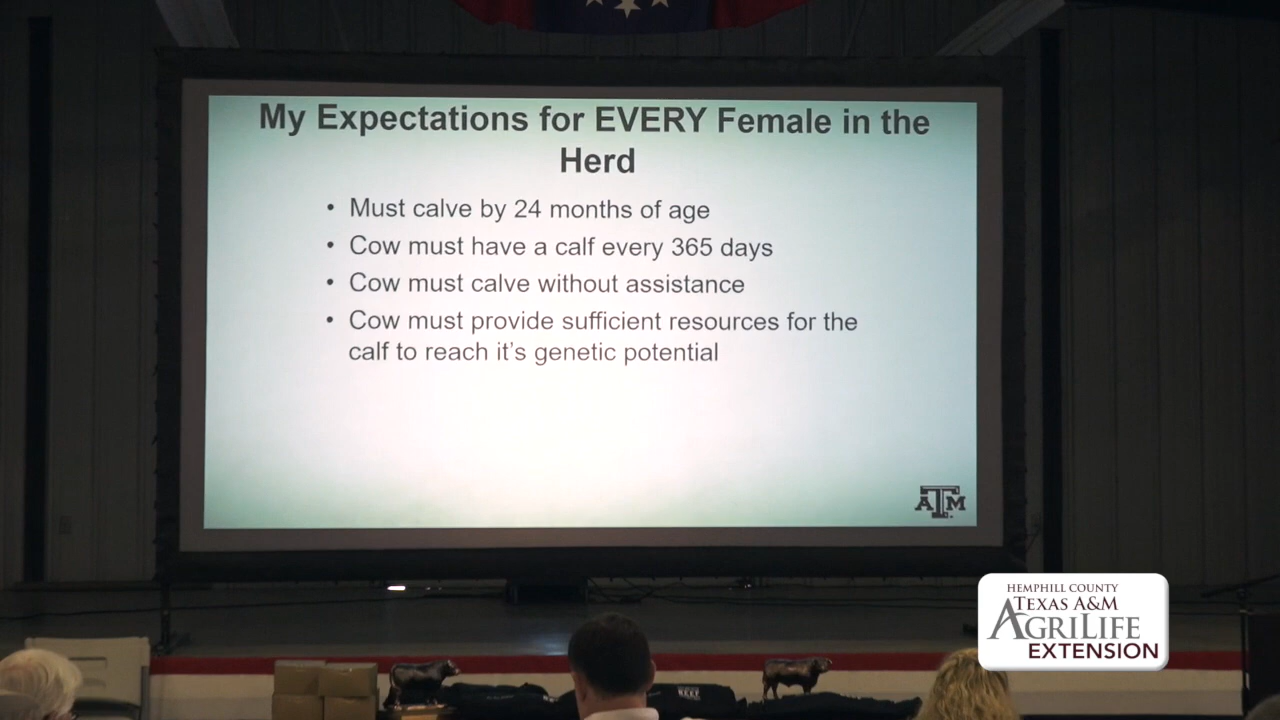 My Expectations for EVERY Female in the
Herd
• Must calve by 24 months of age
• Cow must have a calf every 365 days
• Cow must calve without assistance
• Cow must provide sufficient resources for the
calf to reach it's genetic potential
ATM
HEMPHILL COUNTY
TEXAS A&M
AGRILIFE
EXTENSION